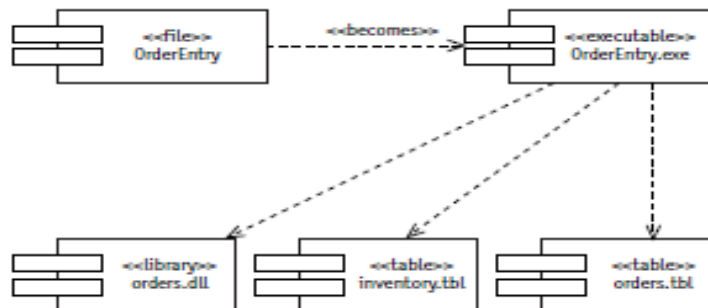 <<file>>
OrderEntry
<<becomes>>
<<executable>>
OrderEntry.exe
<<library>>
orders.dll
<<table>>
inventory.tbl
<<table>>
orders.tbl